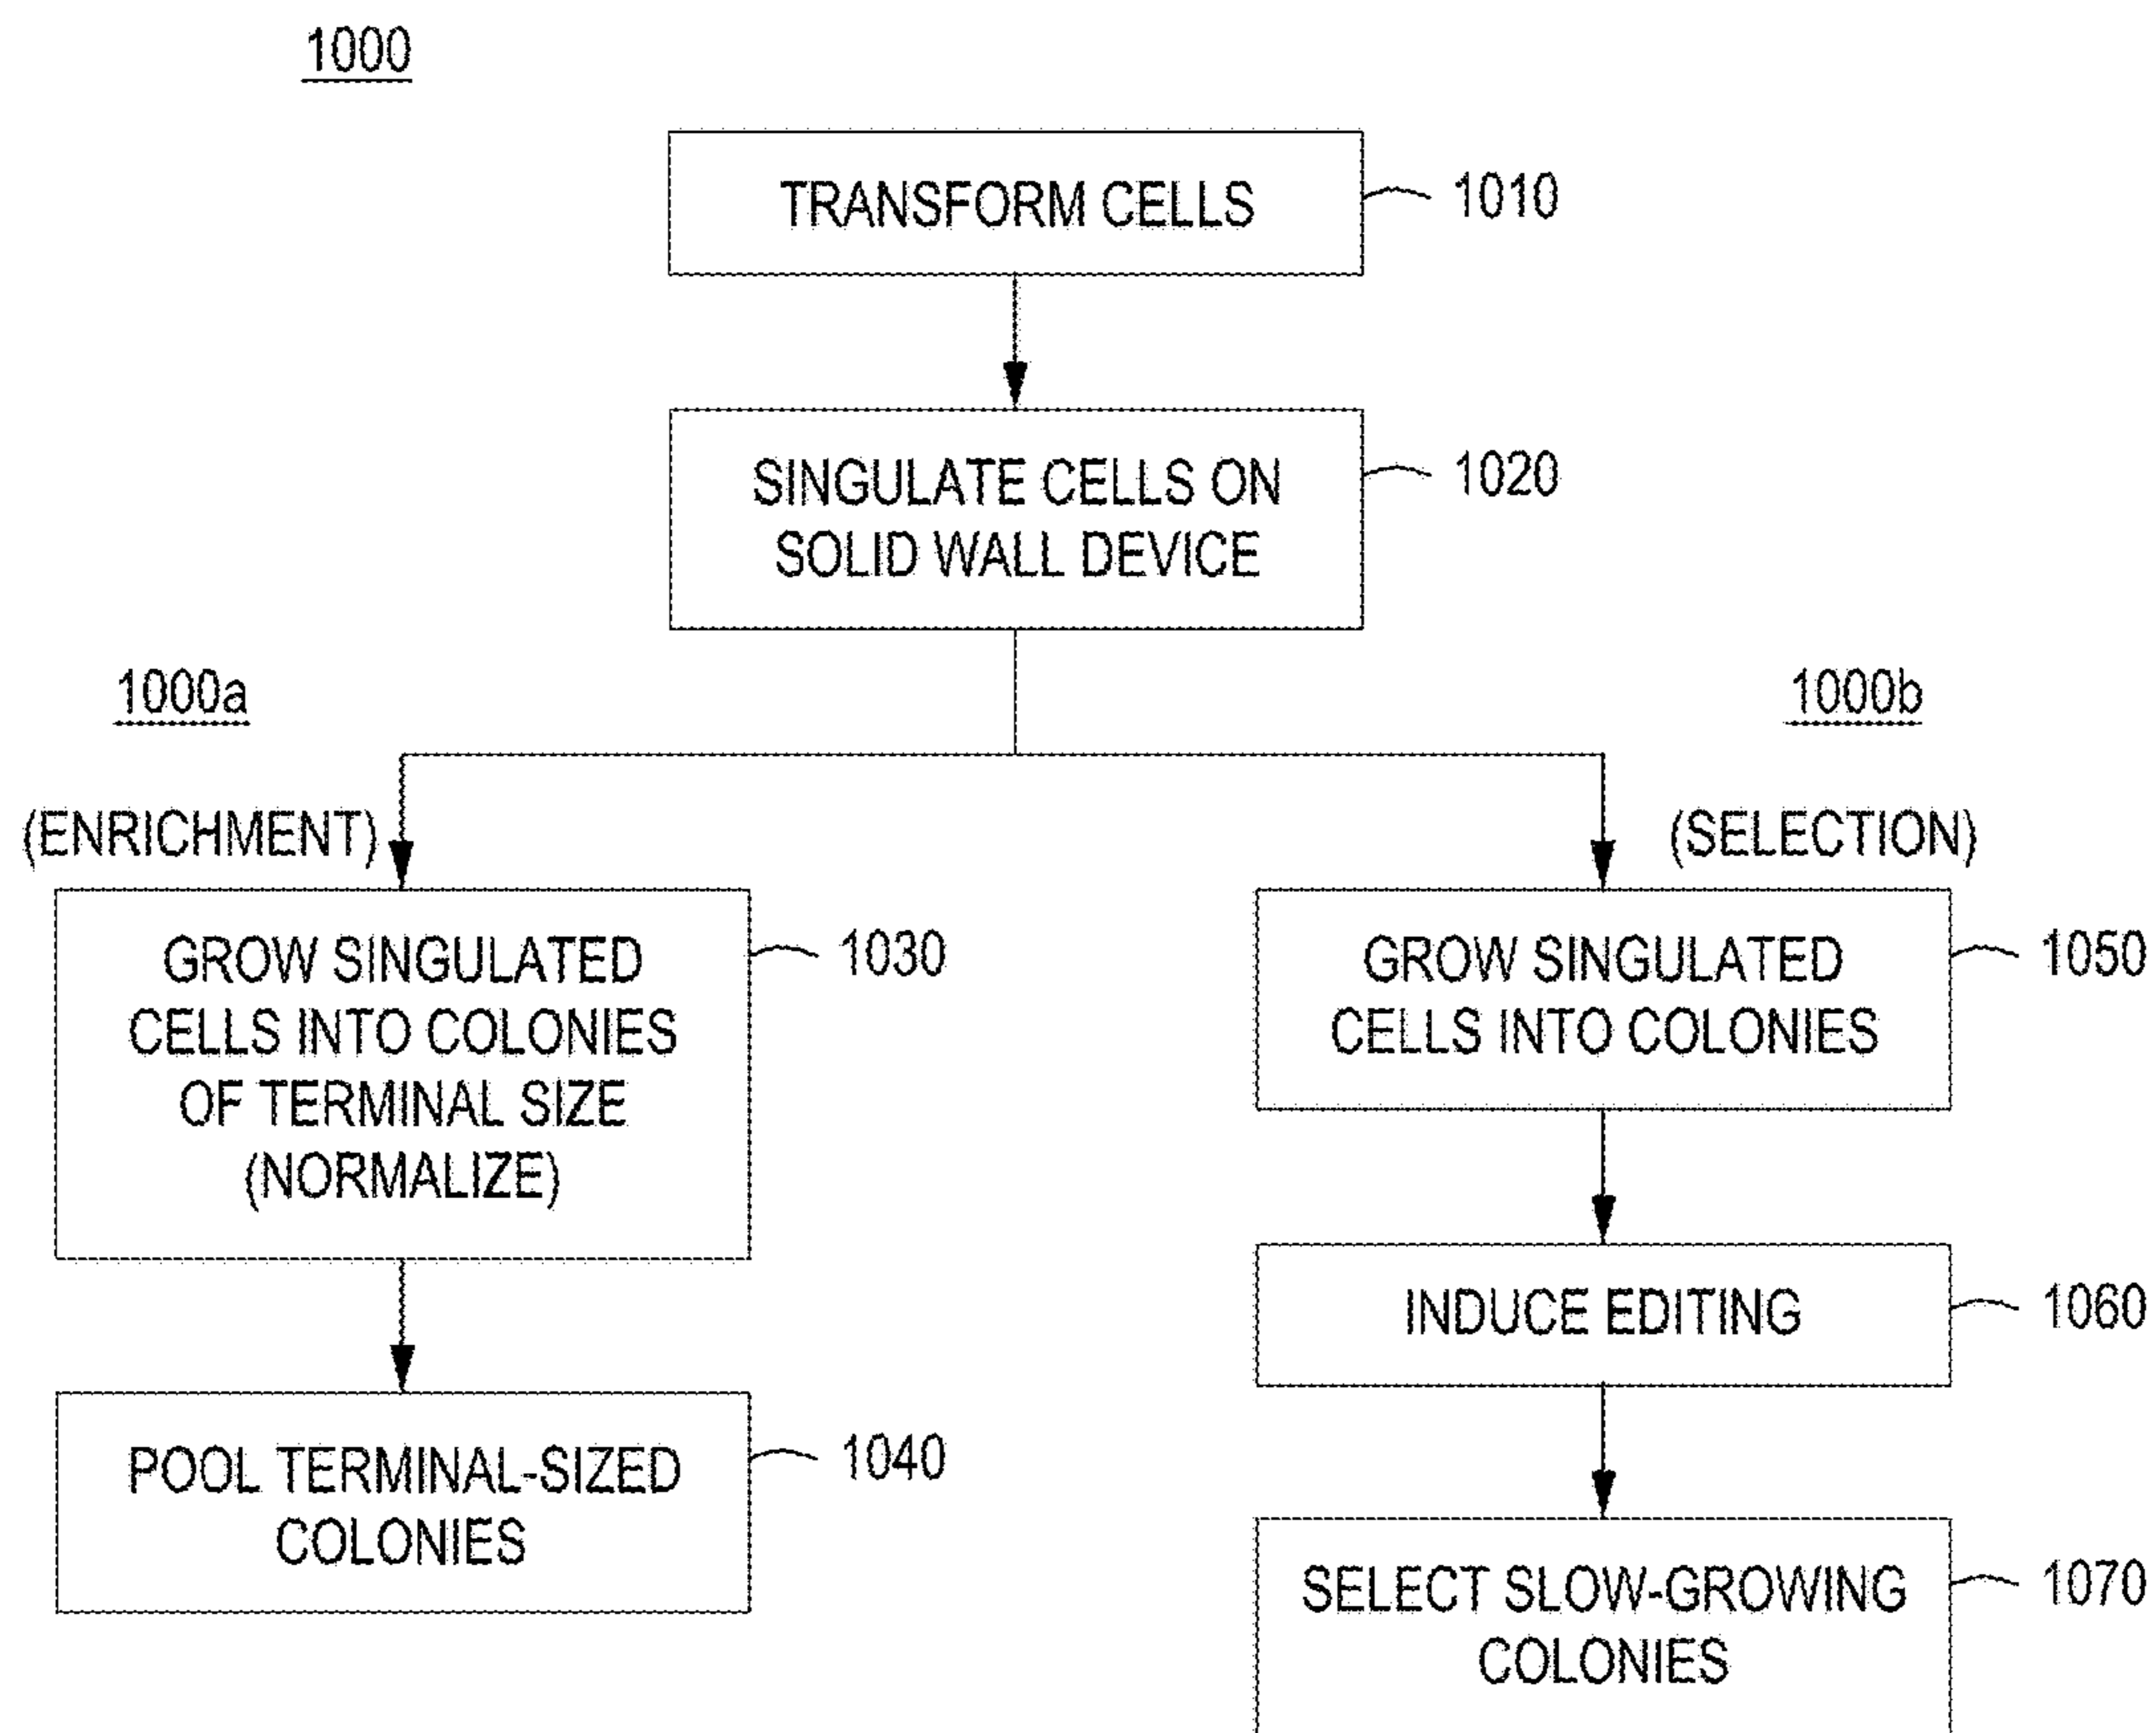 1000
TRANSFORM CELLS
1010
SINGULATE CELLS ON
SOLID WALL DEVICE
1020
1000a
1000b
(ENRICHMENT)
(SELECTION)
GROW SINGULATED
CELLS INTO COLONIES
OF TERMINAL SIZE
(NORMALIZE)
1030
GROW SINGULATED
CELLS INTO COLONIES
1050
INDUCE EDITING
1060
POOL TERMINAL-SIZED
COLONIES
1040
SELECT SLOW-GROWING
COLONIES
1070